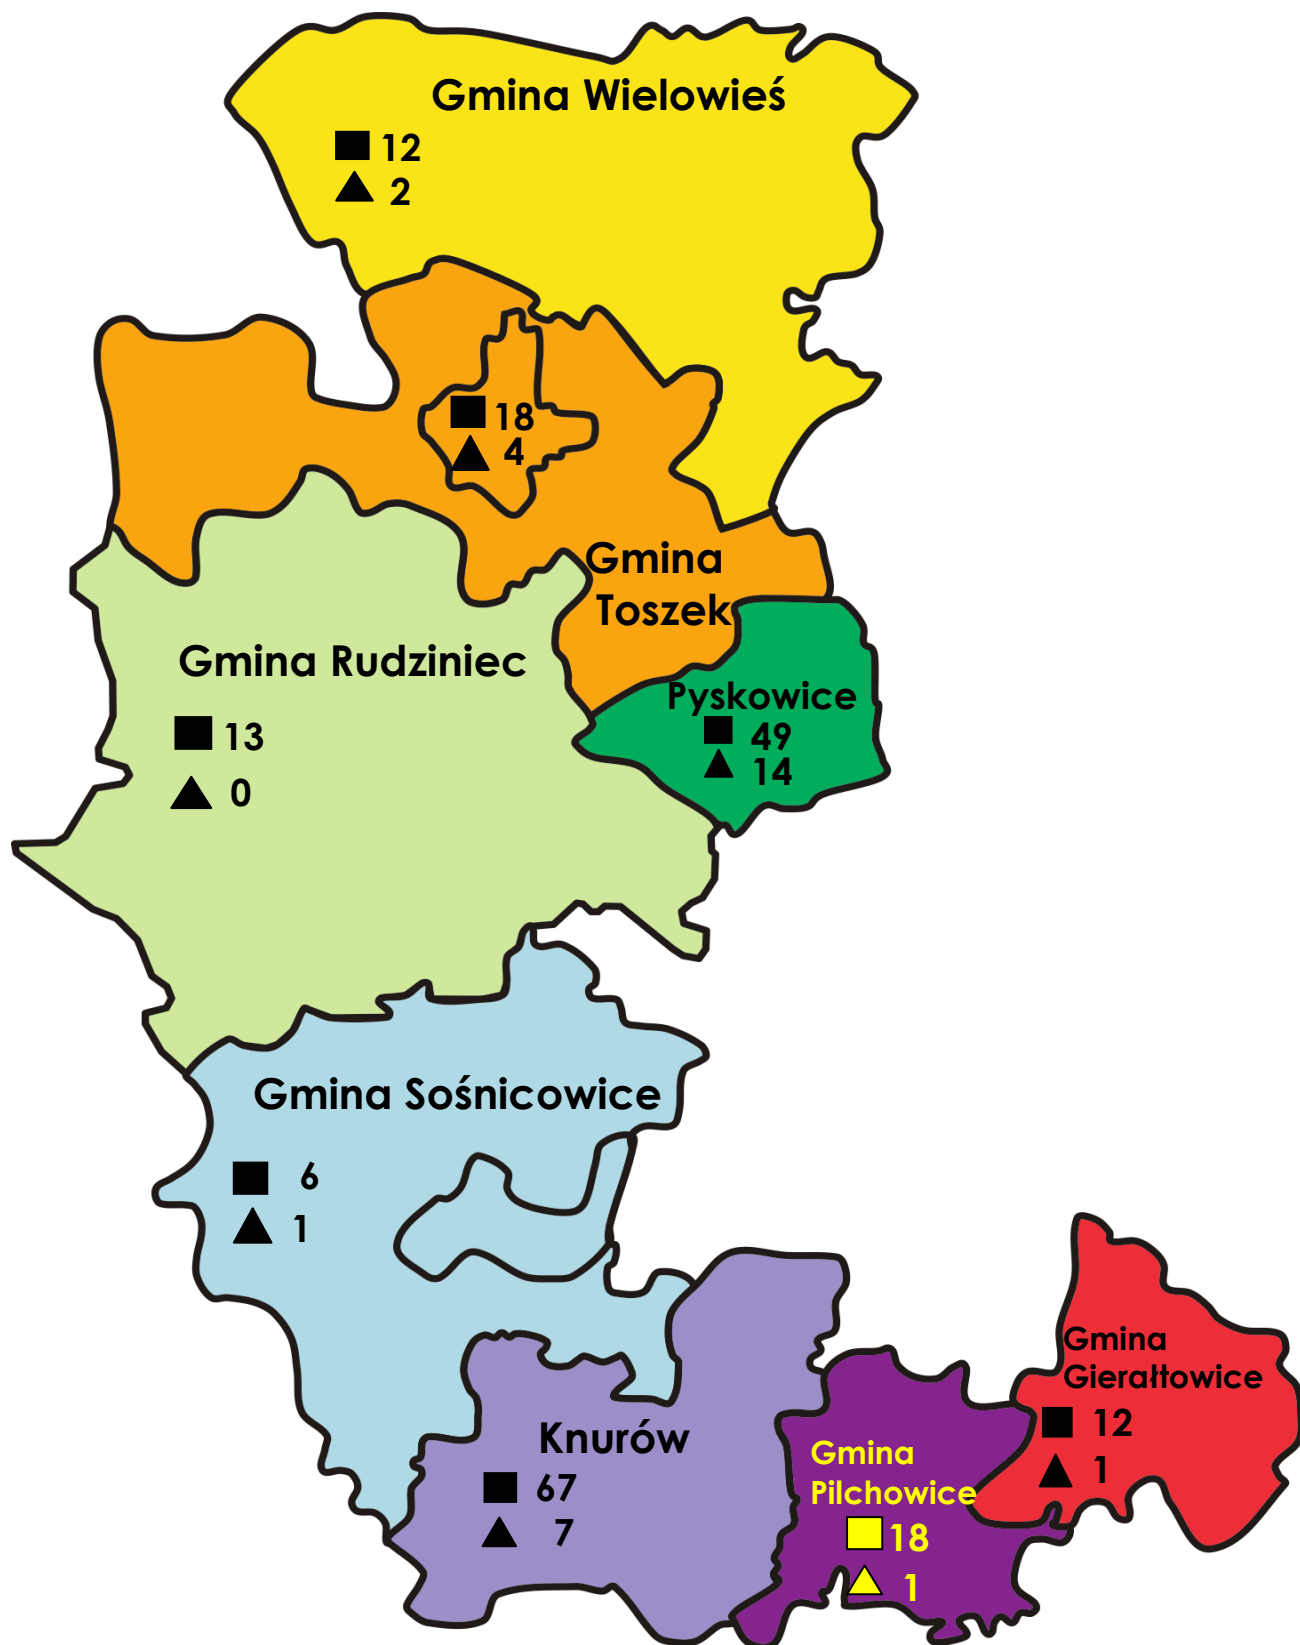 Gmina Wielowieś
12
2
18
4
Gmina
Toszek
Gmina Rudziniec
13
0
Pyskowice
49
14
Gmina Sośnicowice
6
1
Knurów
67
7
Gmina
Pilchowice
18
1
Gmina
Gierałtowice
12
1